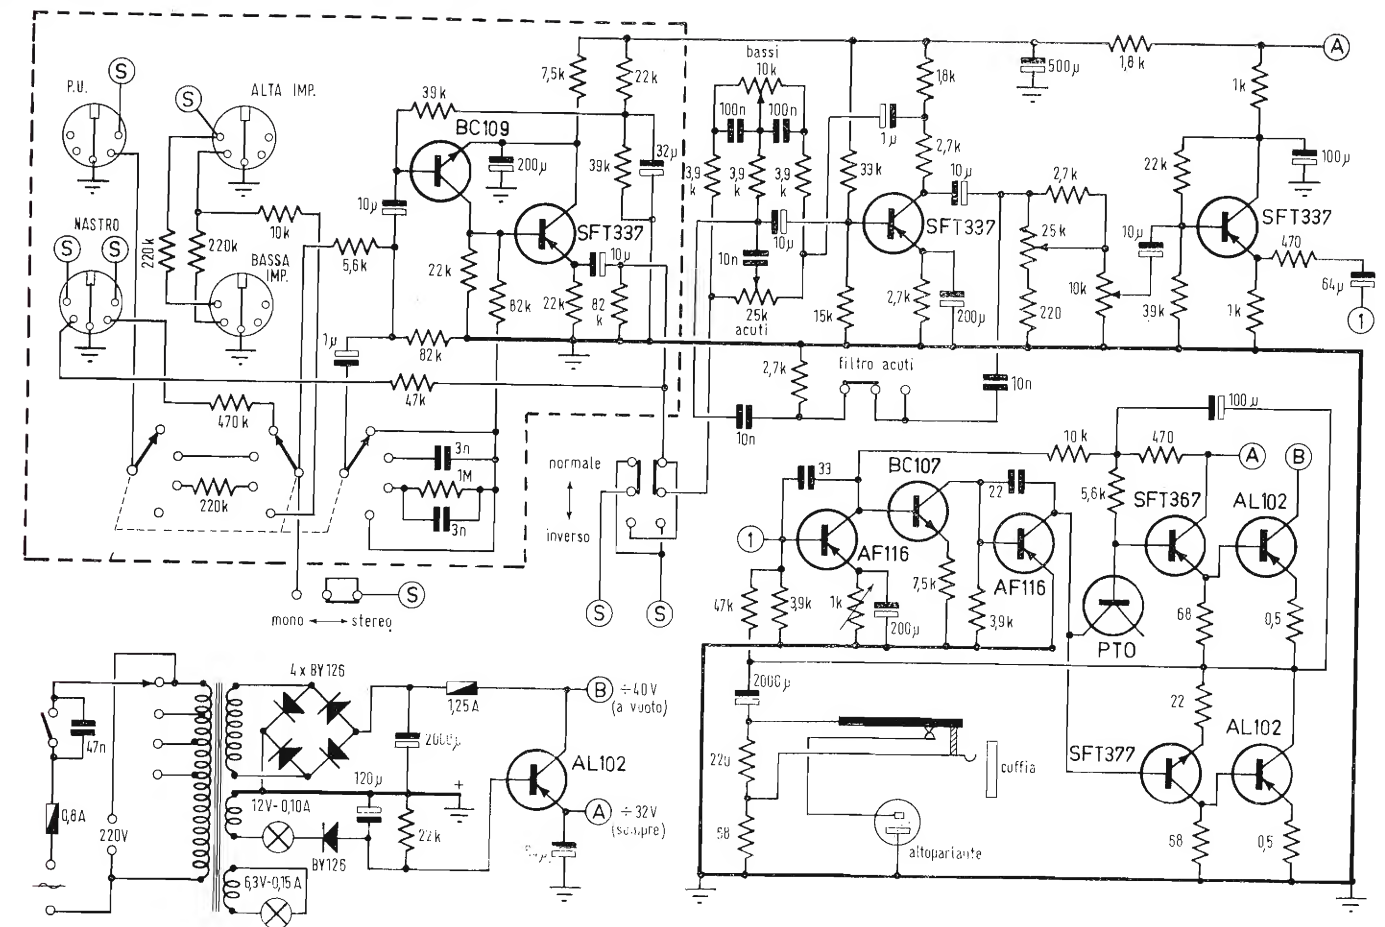 P.U.
S
S
ALTA IMP.
NASTRO
S
S
220k
220k
10k
BASSA
IMP.
39k
BC109
10µ
5,6k
200µ
7,5k
22k
39k
32µ
SFT337
10µ
22k
82k
22k
82
k
1µ
82k
47k
470k
220k
3n
1M
3n
normale
inverso
S
S
mono
stereo
S
bassi
10k
100n
100n
3,9
k
3,9
k
3,9
k
1µ
33k
1,8k
2,7k
10µ
SFT337
10µ
10n
25k
acuti
15k
2,7k
200µ
500µ
1,8k
A
2,7k
25k
220
10k
10µ
1k
22k
100µ
SFT337
470
64µ
1
39k
1k
2,7k
filtro acuti
10n
10n
33
BC107
22
10k
470
100µ
A
B
5,6k
SFT367
AL102
1
AF116
AF116
47k
3,9k
1k
200µ
7,5k
3,9k
PTO
68
0,5
2000µ
22
SFT377
AL102
68
0,5
cuffia
altoparlante
4 x BY126
1,25A
B
÷40V
(a vuoto)
47n
2000µ
AL102
120µ
0,8A
220V
12V-0,10A
BY126
22k
A
÷32V
(sempre)
6,3V-0,15A